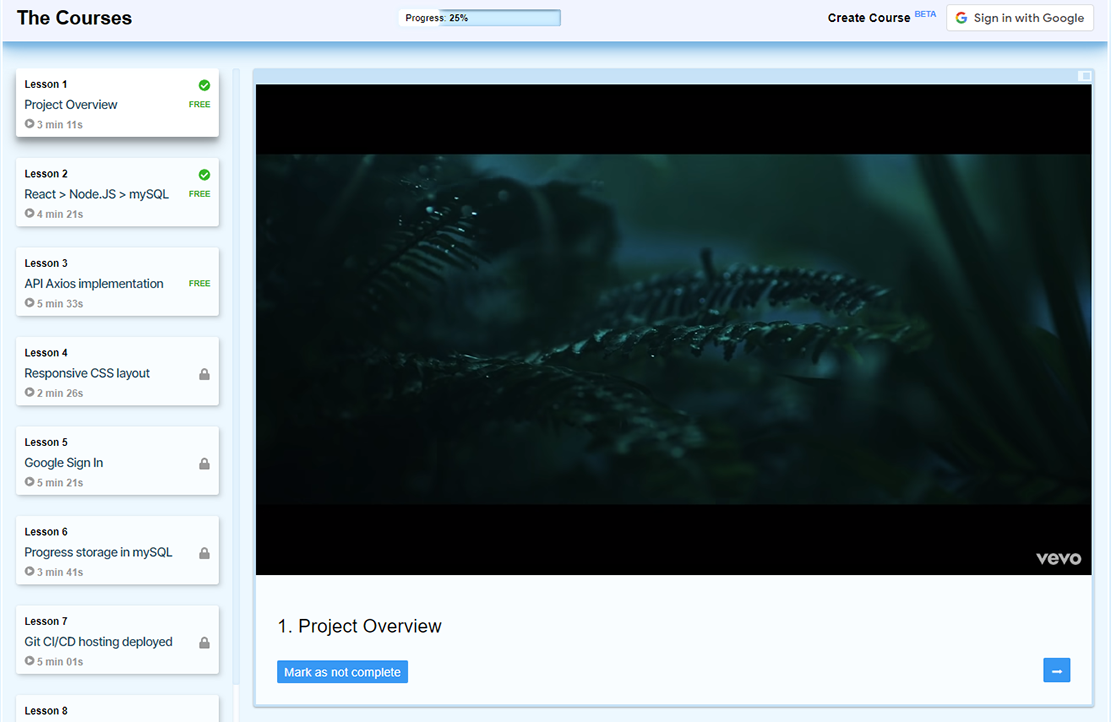 The Courses
Progress: 25%
Create Course BETA
Sign in with Google
Lesson 1
Project Overview
FREE
3 min 11s
Lesson 2
React > Node.JS > mySQL
FREE
4 min 21s
Lesson 3
API Axios implementation
FREE
5 min 33s
Lesson 4
Responsive CSS layout
2 min 26s
Lesson 5
Google Sign In
5 min 21s
Lesson 6
Progress storage in mySQL
3 min 41s
Lesson 7
Git CI/CD hosting deployed
5 min 01s
Lesson 8
vevo
1. Project Overview
Mark as not complete
→